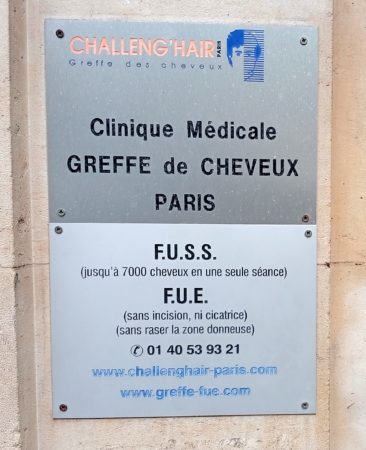 CHALLENG'HAIR PARIS
Greffe des cheveux
Clinique Médicale
GREFFE de CHEVEUX
PARIS
F.U.S.S.
(jusqu'à 7000 cheveux en une seule séance)
F.U.E.
(sans incision, ni cicatrice)
(sans raser la zone donneuse)
✆ 01 40 53 93 21
www.challenghair-paris.com
www.greffe-fue.com